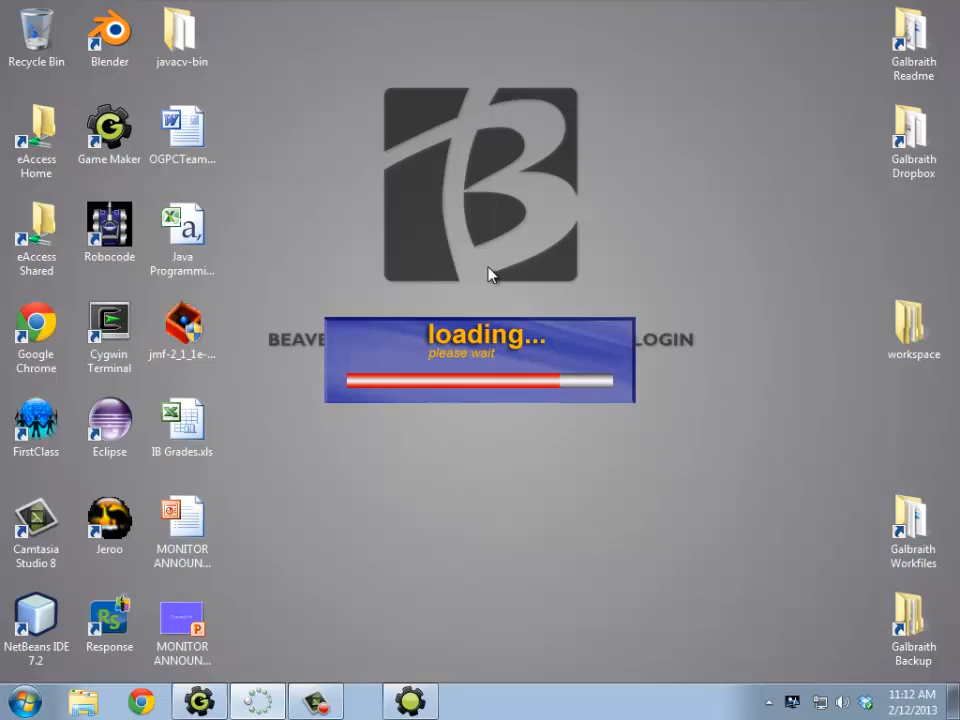 Recycle Bin
Blender
javacv-bin
Galbraith
Readme
eAccess
Home
Game Maker
OGPCTeam...
Galbraith
Dropbox
eAccess
Shared
Robocode
Java
Programmi...
BEAVE
LOGIN
loading...
please wait
Google
Chrome
Cygwin
Terminal
jmf-2_1_1e-...
workspace
FirstClass
Eclipse
IB Grades.xls
Camtasia
Studio 8
Jeroo
MONITOR
ANNOUN...
Galbraith
Workfiles
NetBeans IDE
7.2
Response
MONITOR
ANNOUN...
Galbraith
Backup
11:12 AM
2/12/2013